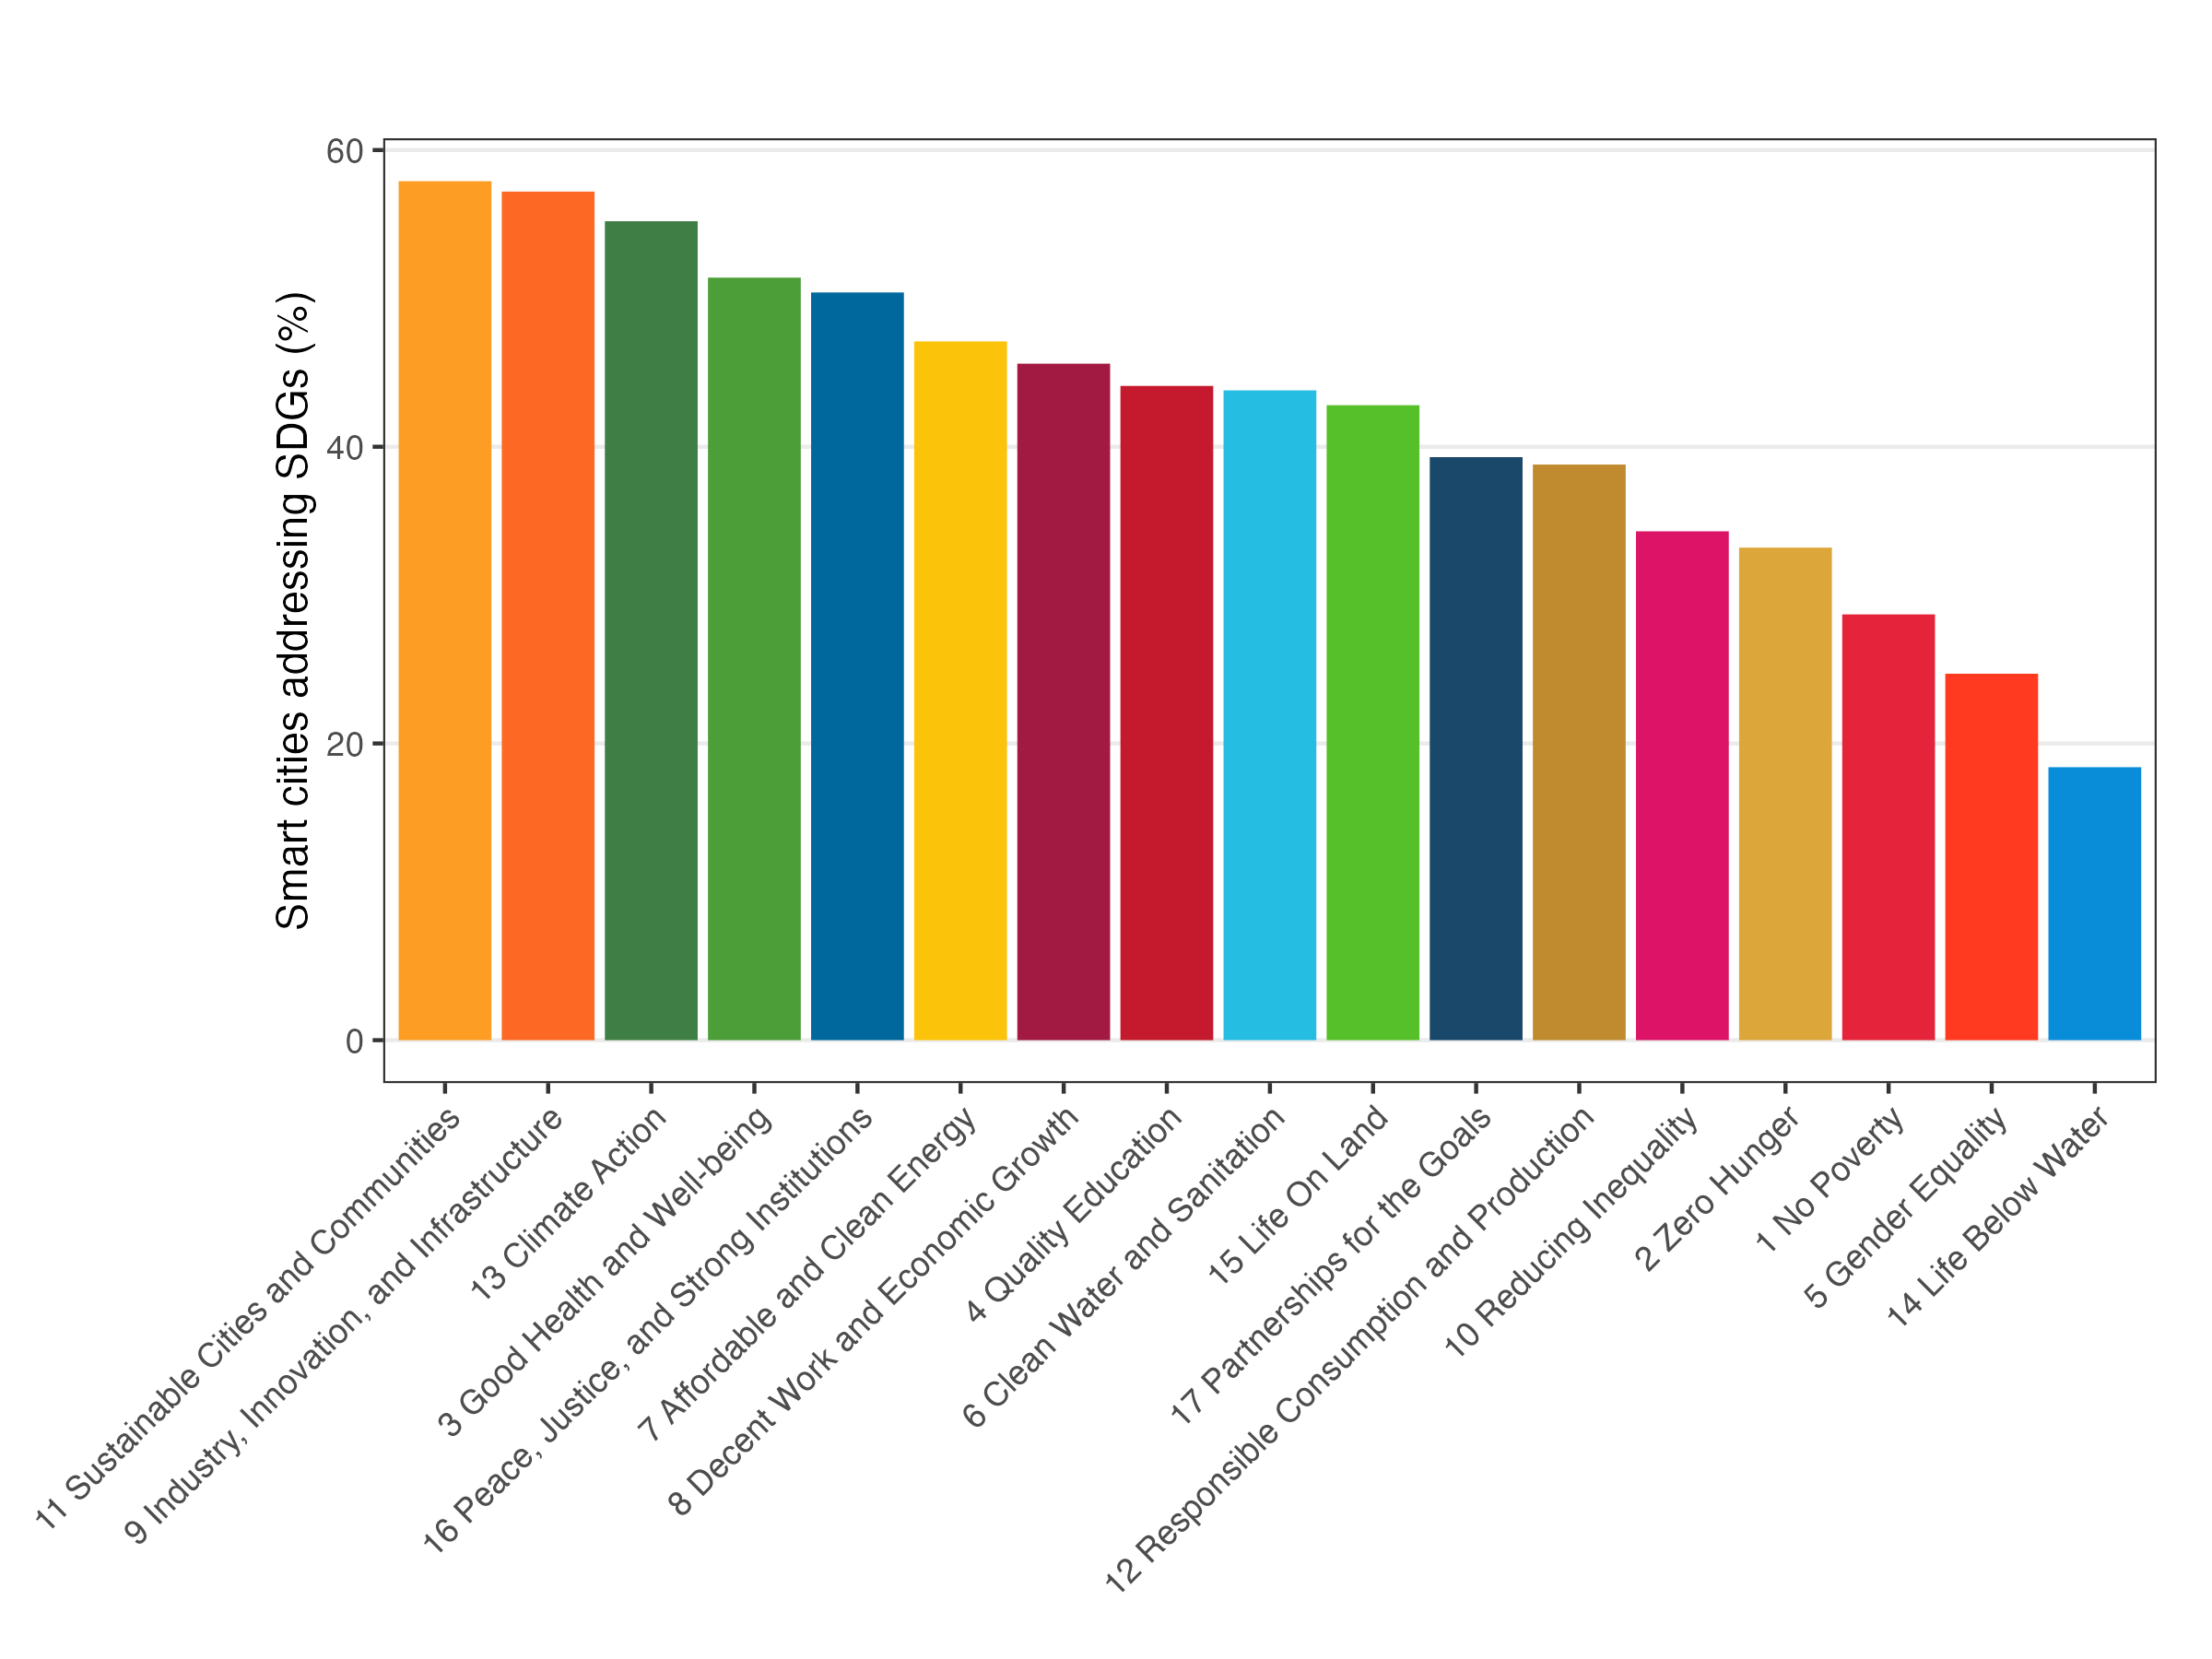 Smart cities addressing SDGs (%)
60
40
20
0
11 Sustainable Cities and Communities
9 Industry, Innovation, and Infrastructure
13 Climate Action
3 Good Health and Well-being
16 Peace, Justice, and Strong Institutions
7 Affordable and Clean Energy
8 Decent Work and Economic Growth
4 Quality Education
6 Clean Water and Sanitation
15 Life On Land
17 Partnerships for the Goals
12 Responsible Consumption and Production
10 Reducing Inequality
2 Zero Hunger
1 No Poverty
5 Gender Equality
14 Life Below Water